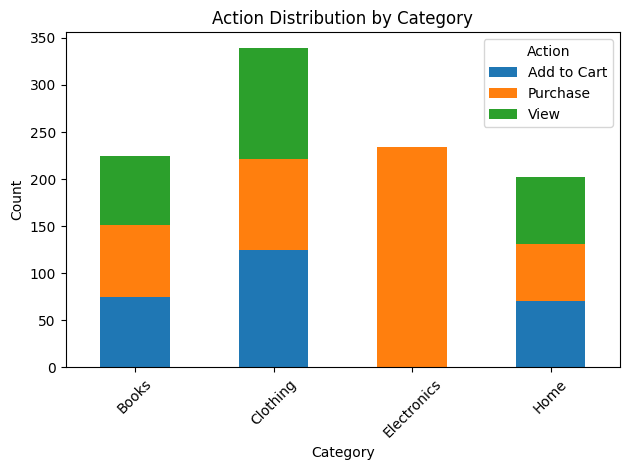 Action Distribution by Category
350
300
250
200
150
100
50
0
Count
Action
Add to Cart
Purchase
View
Books
Clothing
Electronics
Home
Category